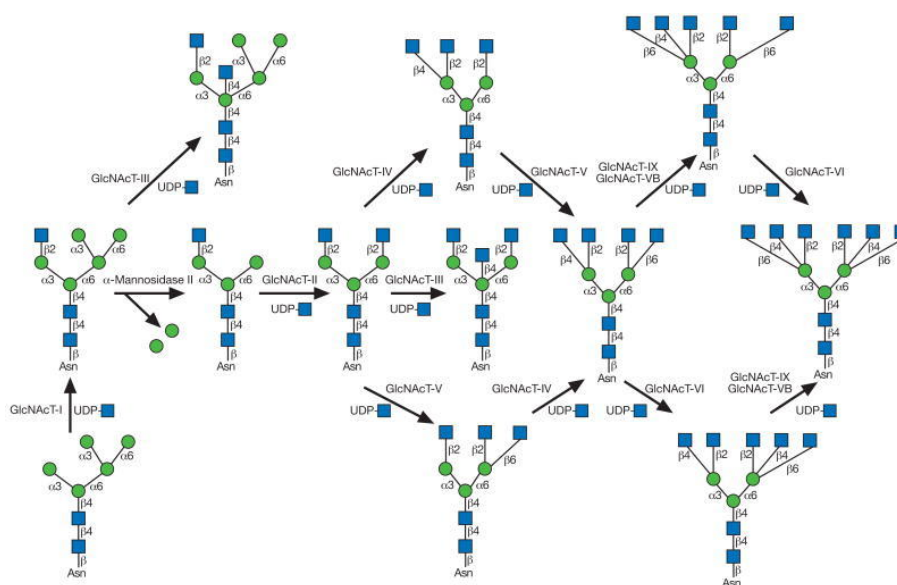 β2 α3 α6
β4
α3 α6
β4
β4
β
Asn
β4 β2 β2
α3 α6
β4
β4
β
Asn
β6 β4 β2 β2 β6
α3 α6
β4
β4
β
Asn
GlcNAcT-III
UDP-
GlcNAcT-IV
UDP-
GlcNAcT-V
UDP-
GlcNAcT-IX
GlcNAcT-VB
UDP-
GlcNAcT-VI
UDP-
β2 α3 α6
α3 α6
β4
β4
β
Asn
α-Mannosidase II
β2
α3 α6
β4
β4
β
Asn
GlcNAcT-II
UDP-
β2 β2
α3 α6
β4
β4
β
Asn
GlcNAcT-III
UDP-
β2 β4 β2
α3 α6
β4
β4
β
Asn
β4 β2 β2 β6
α3 α6
β4
β4
β
Asn
β6 β4 β2 β2 β4 β6
α3 α6
β4
β4
β
Asn
GlcNAcT-I
UDP-
GlcNAcT-V
UDP-
GlcNAcT-IV
UDP-
GlcNAcT-VI
UDP-
GlcNAcT-IX
GlcNAcT-VB
UDP-
α3 α6
α3 α6
β4
β4
β
Asn
β2 β2 β6
α3 α6
β4
β4
β
Asn
β4 β2 β2 β4 β6
α3 α6
β4
β4
β
Asn